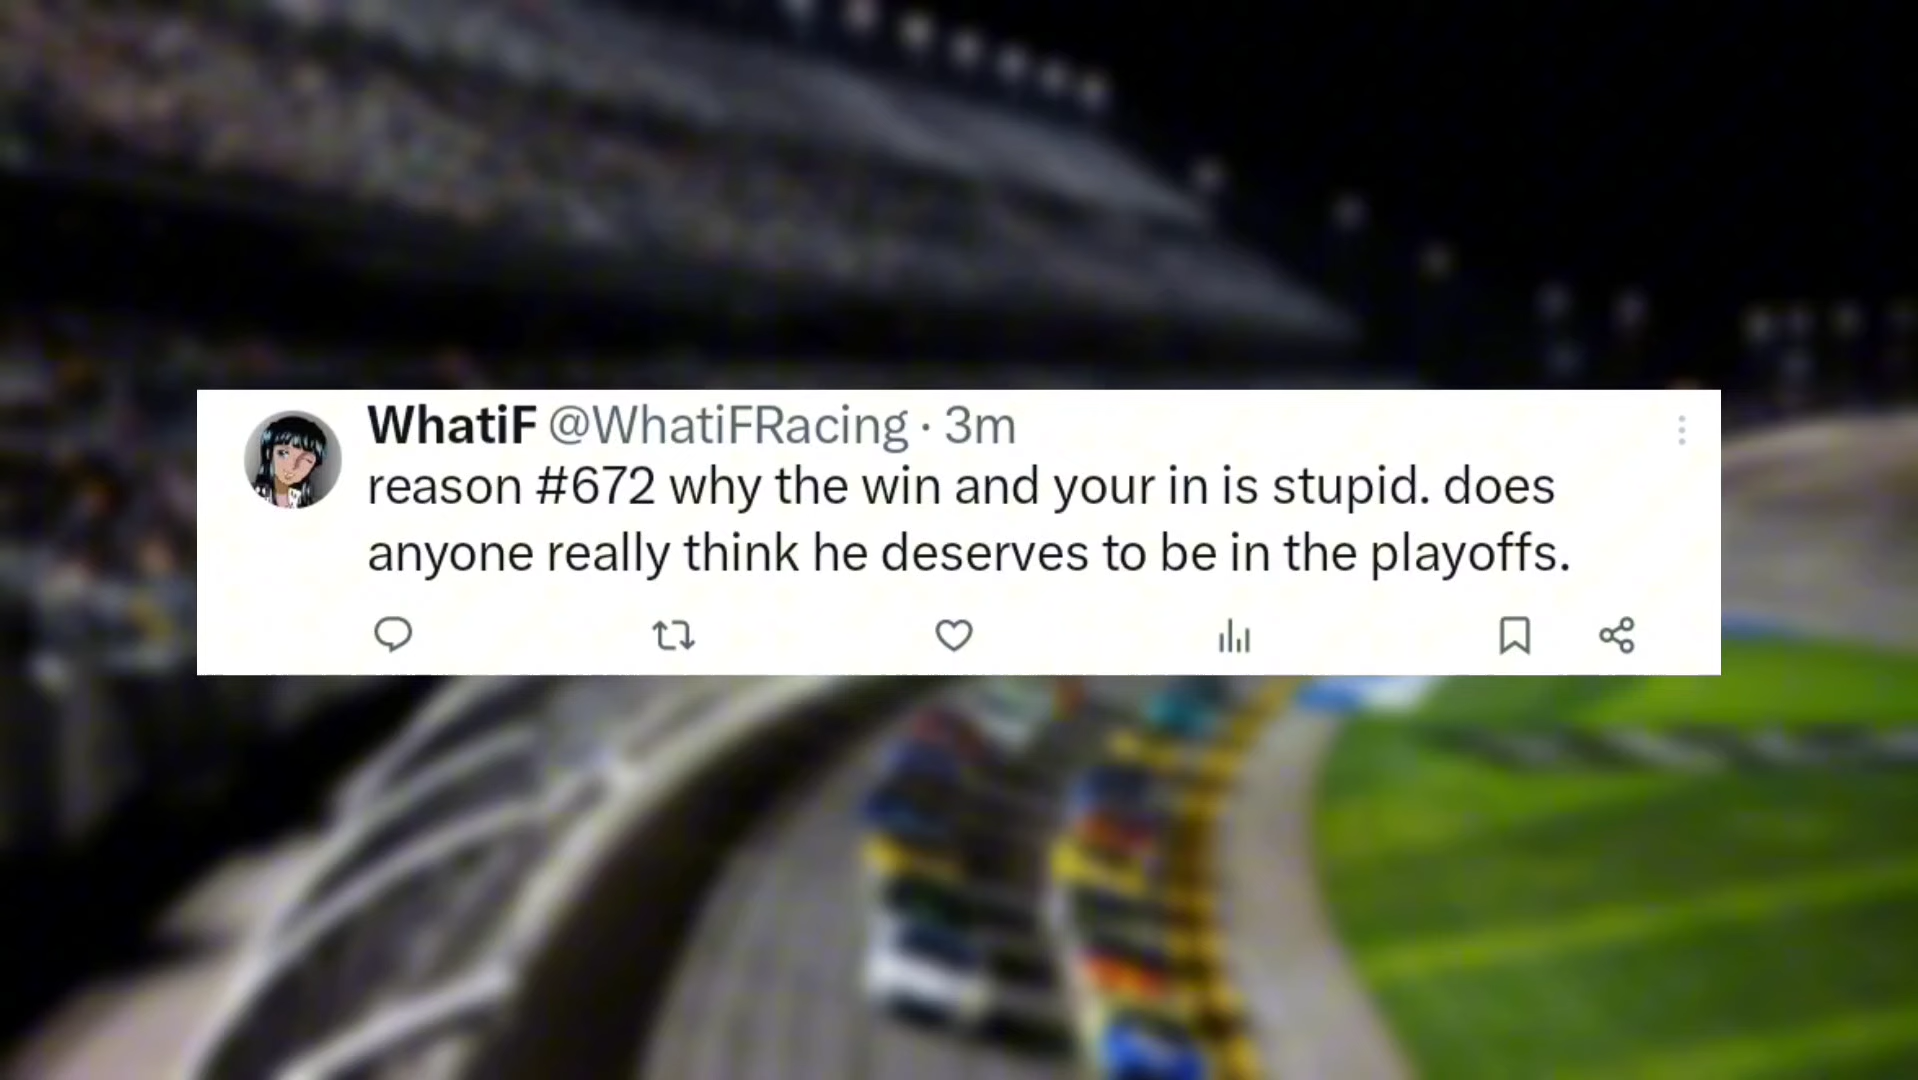 WhatiF @WhatiFRacing · 3m
reason #672 why the win and your in is stupid. does
anyone really think he deserves to be in the playoffs.